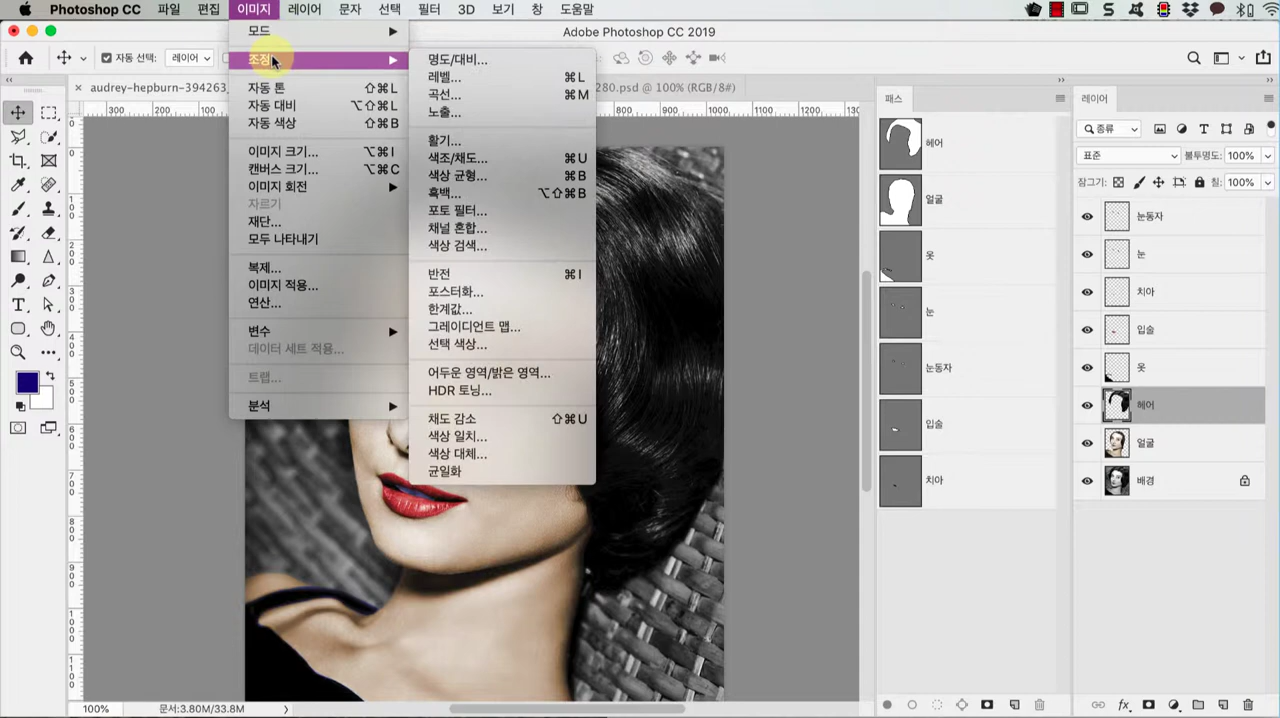 Photoshop CC 파일 편집 이미지 레이어 문자 선택 필터 3D 보기 창 도움말
Adobe Photoshop CC 2019
자동 선택: 레이어
audrey-hepburn-394263_
280.psd @ 100% (RGB/8#)
300 200 100
800 900 1000 1100 1200
모드
조정
자동 톤 ⇧⌘L
자동 대비 ⌥⇧⌘L
자동 색상 ⇧⌘B
이미지 크기... ⌥⌘I
캔버스 크기... ⌥⌘C
이미지 회전
자르기
재단...
모두 나타내기
복제...
이미지 적용...
연산...
변수
데이터 세트 적용...
트랩...
분석
명도/대비...
레벨... ⌘L
곡선... ⌘M
노출...
활기...
색조/채도... ⌘U
색상 균형... ⌘B
흑백... ⌥⇧⌘B
포토 필터...
채널 혼합...
색상 검색...
반전 ⌘I
포스터화...
한계값...
그레이디언트 맵...
선택 색상...
어두운 영역/밝은 영역...
HDR 토닝...
채도 감소 ⇧⌘U
색상 일치...
색상 대체...
균일화
패스
헤어
얼굴
옷
눈
눈동자
입술
치아
레이어
종류
표준 불투명도: 100%
잠그기: 칠: 100%
눈동자
눈
치아
입술
옷
헤어
얼굴
배경
100% 문서:3.80M/33.8M